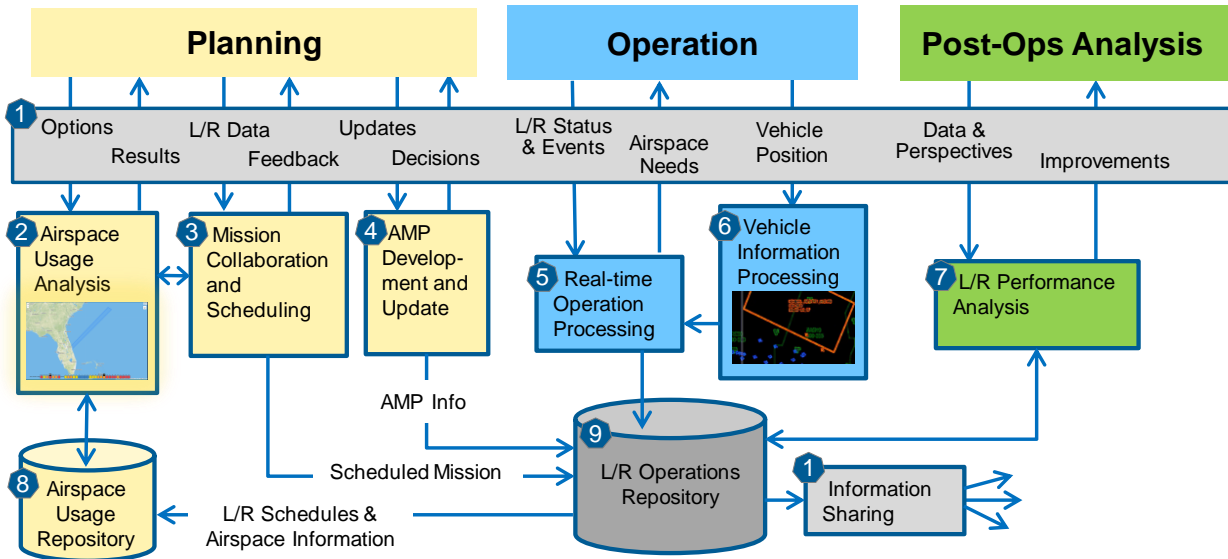 Planning
Operation
Post-Ops Analysis
1
Options
Results
L/R Data
Feedback
Updates
Decisions
L/R Status
& Events
Airspace
Needs
Vehicle
Position
Data &
Perspectives
Improvements
2
Airspace
Usage
Analysis
3
Mission
Collaboration
and
Scheduling
4
AMP
Develop-
ment and
Update
5
Real-time
Operation
Processing
6
Vehicle
Information
Processing
7
L/R Performance
Analysis
AMP Info
Scheduled Mission
L/R Schedules &
Airspace Information
8
Airspace
Usage
Repository
9
L/R Operations
Repository
1
Information
Sharing